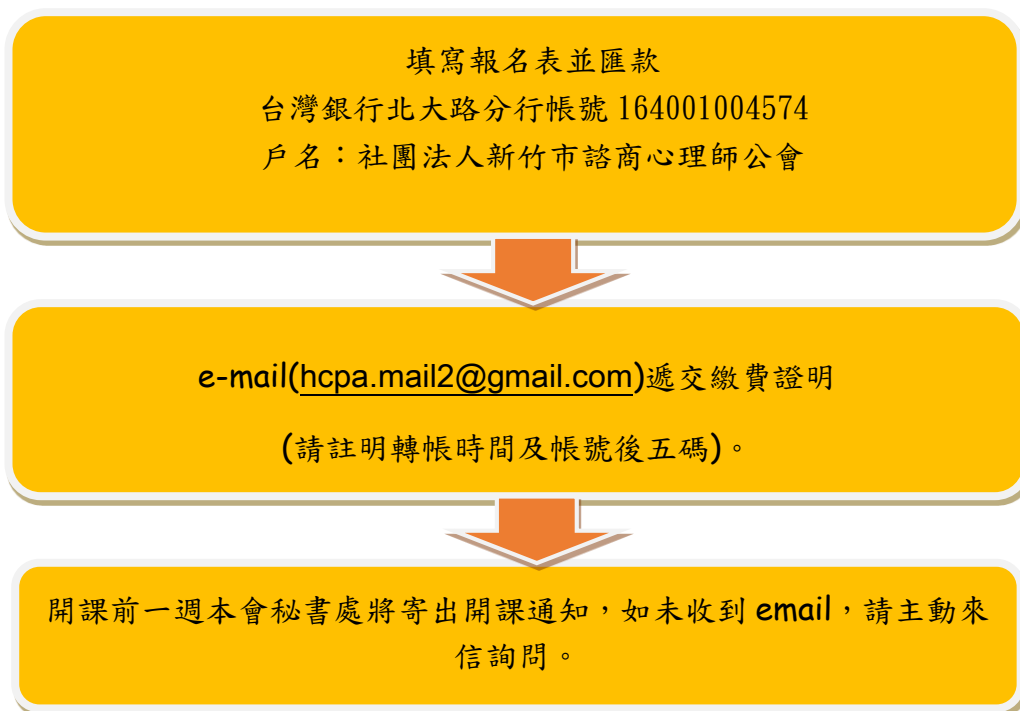 填寫報名表並匯款
台灣銀行北大路分行帳號 164001004574
戶名：社團法人新竹市諮商心理師公會
e-mail(hcpa.mail2@gmail.com)遞交繳費證明
(請註明轉帳時間及帳號後五碼)。
開課前一週本會秘書處將寄出開課通知，如未收到 email，請主動來
信詢問。